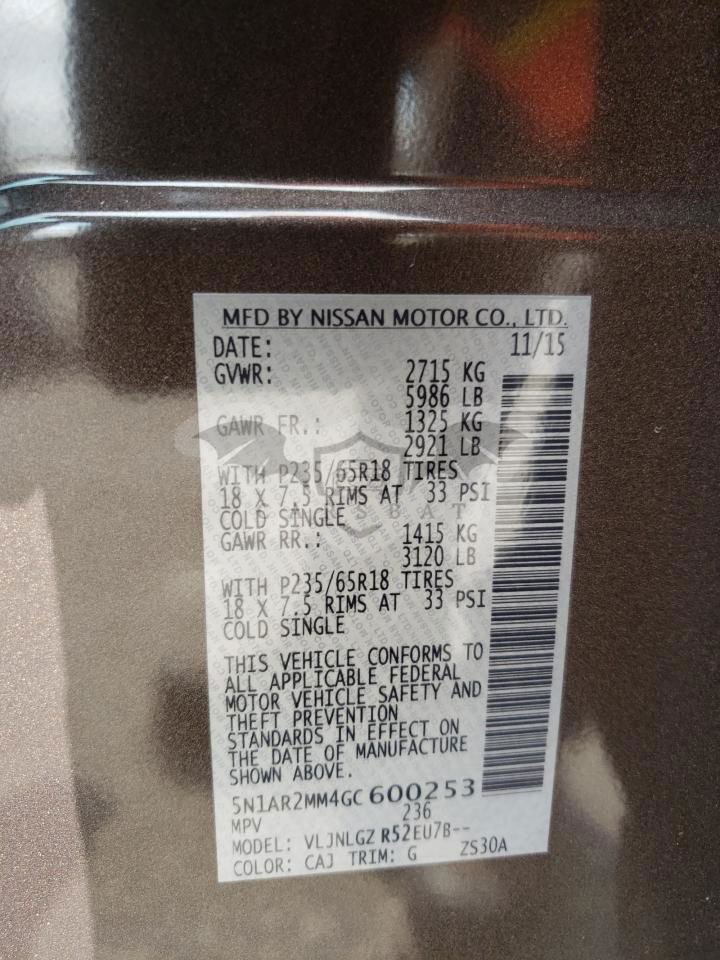 MFD BY NISSAN MOTOR CO., LTD.
DATE: 11/15
GVWR: 2715 KG
5986 LB
GAWR FR.: 1325 KG
2921 LB
WITH P235/65R18 TIRES
18 X 7.5 RIMS AT 33 PSI
COLD SINGLE
GAWR RR.: 1415 KG
3120 LB
WITH P235/65R18 TIRES
18 X 7.5 RIMS AT 33 PSI
COLD SINGLE
THIS VEHICLE CONFORMS TO
ALL APPLICABLE FEDERAL
MOTOR VEHICLE SAFETY AND
THEFT PREVENTION
STANDARDS IN EFFECT ON
THE DATE OF MANUFACTURE
SHOWN ABOVE.
5N1AR2MM4GC 600253
MPV 236
MODEL: VLJNLGZ R52EU7B--
COLOR: CAJ TRIM: G ZS30A